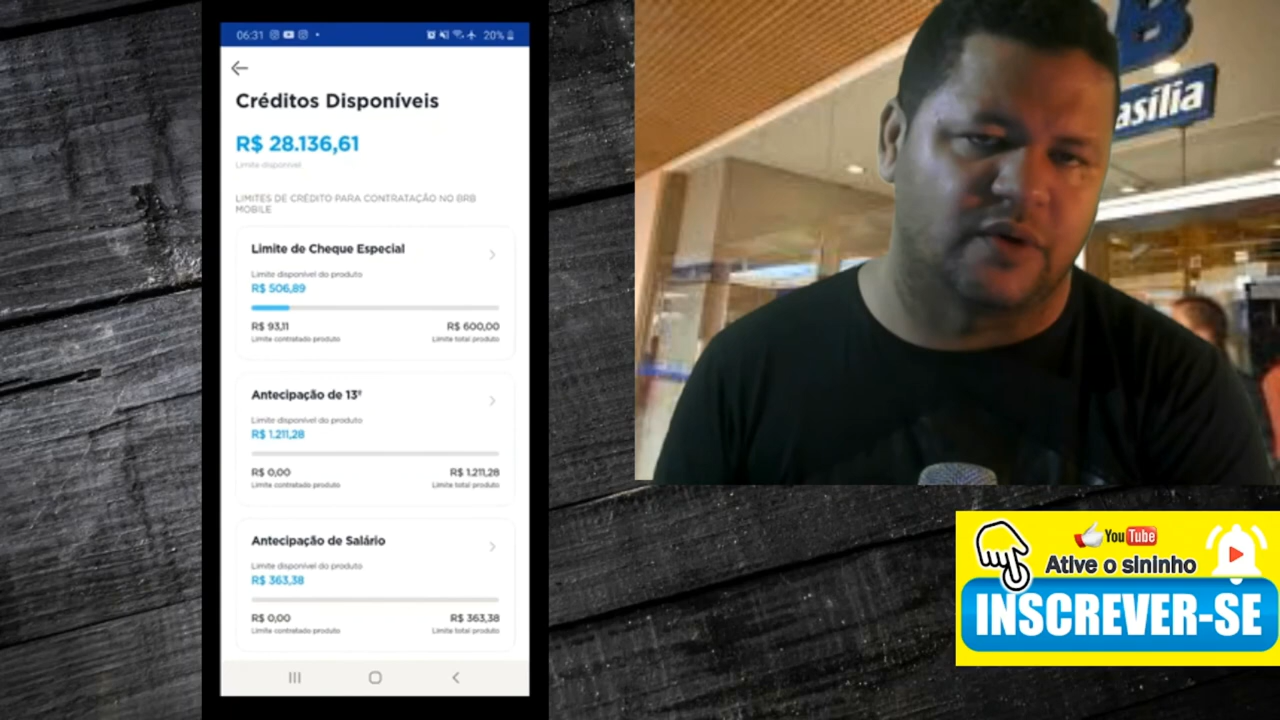 06:31
20%
Créditos Disponíveis
R$ 28.136,61
Limite disponível
LIMITES DE CRÉDITO PARA CONTRATAÇÃO NO BRB
MOBILE
Limite de Cheque Especial
Limite disponível do produto
R$ 506,89
R$ 93,11
R$ 600,00
Limite contratado produto
Limite total produto
Antecipação de 13º
Limite disponível do produto
R$ 1.211,28
R$ 0,00
R$ 1.211,28
Limite contratado produto
Limite total produto
Antecipação de Salário
Limite disponível do produto
R$ 363,38
R$ 0,00
R$ 363,38
Limite contratado produto
Limite total produto
B
asília
YouTube
Ative o sininho
INSCREVER-SE